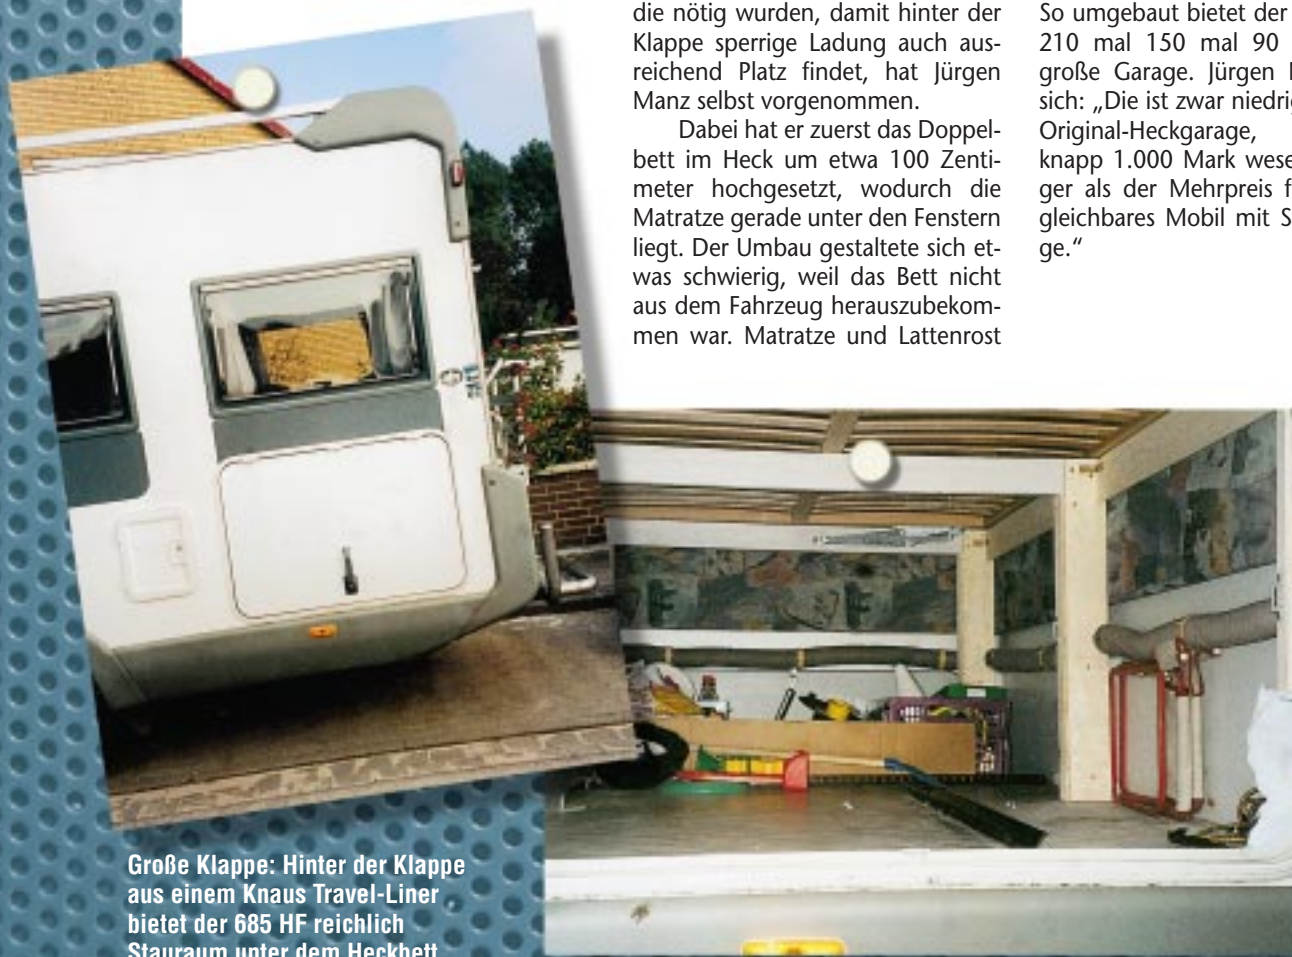 die nötig wurden, damit hinter der
Klappe sperrige Ladung auch aus-
reichend Platz findet, hat Jürgen
Manz selbst vorgenommen.
Dabei hat er zuerst das Doppel-
bett im Heck um etwa 100 Zenti-
meter hochgesetzt, wodurch die
Matratze gerade unter den Fenstern
liegt. Der Umbau gestaltete sich et-
was schwierig, weil das Bett nicht
aus dem Fahrzeug herauszubekom-
men war. Matratze und Lattenrost
So umgebaut bietet der
210 mal 150 mal 90
große Garage. Jürgen
sich: „Die ist zwar niedrig
Original-Heckgarage,
knapp 1.000 Mark wese
ger als der Mehrpreis f
gleichbares Mobil mit S
ge.“
Große Klappe: Hinter der Klappe
aus einem Knaus Travel-Liner
bietet der 685 HF reichlich
Stauraum unter dem Heckbett